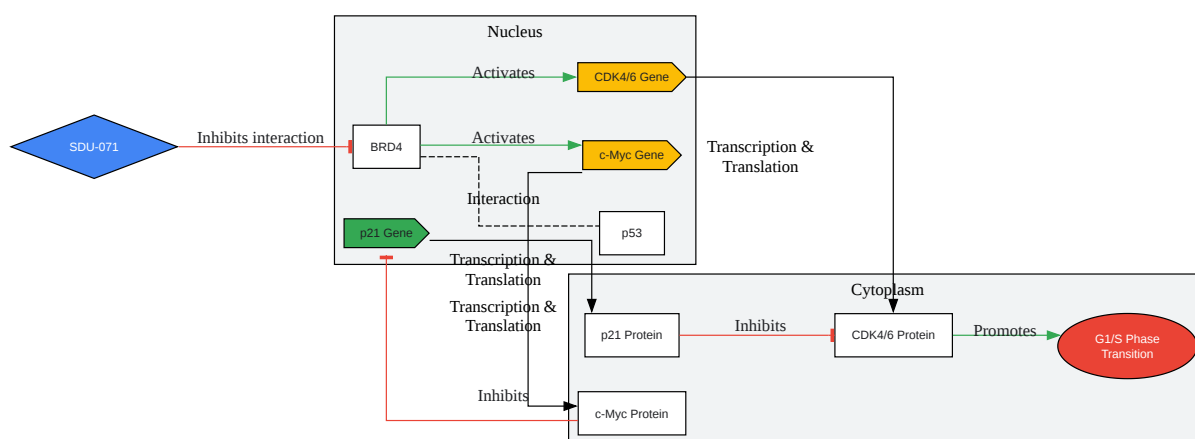 Nucleus
Activates
CDK4/6 Gene
SDU-071
Inhibits interaction
BRD4
Activates
c-Myc Gene
Transcription &
Translation
Interaction
p21 Gene
p53
Transcription &
Translation
Cytoplasm
Transcription &
Translation
p21 Protein
Inhibits
CDK4/6 Protein
Promotes
G1/S Phase
Transition
Inhibits
c-Myc Protein